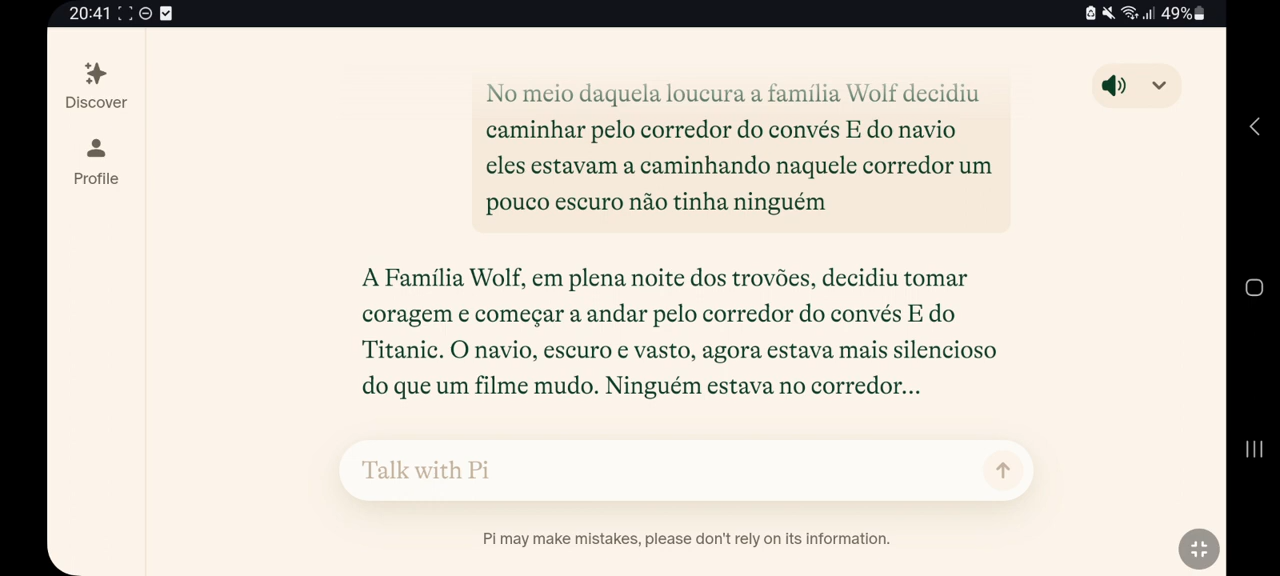 20:41
49%
Discover
Profile
No meio daquela loucura a família Wolf decidiu
caminhar pelo corredor do convés E do navio
eles estavam a caminhando naquele corredor um
pouco escuro não tinha ninguém
A Família Wolf, em plena noite dos trovões, decidiu tomar
coragem e começar a andar pelo corredor do convés E do
Titanic. O navio, escuro e vasto, agora estava mais silencioso
do que um filme mudo. Ninguém estava no corredor...
Talk with Pi
Pi may make mistakes, please don't rely on its information.